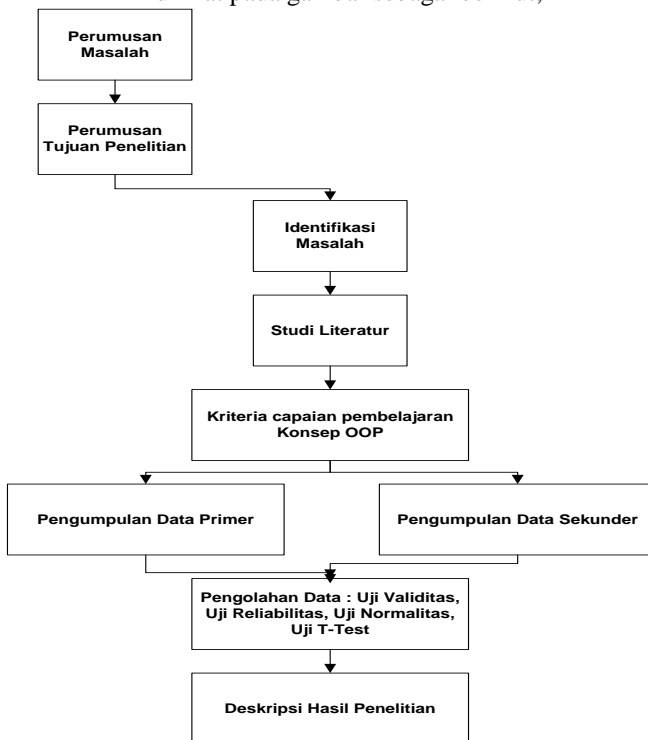 Perumusan
Masalah
Perumusan
Tujuan Penelitian
Identifikasi
Masalah
Studi Literatur
Kriteria capaian pembelajaran
Konsep OOP
Pengumpulan Data Primer
Pengumpulan Data Sekunder
Pengolahan Data : Uji Validitas,
Uji Reliabilitas, Uji Normalitas,
Uji T-Test
Deskripsi Hasil Penelitian